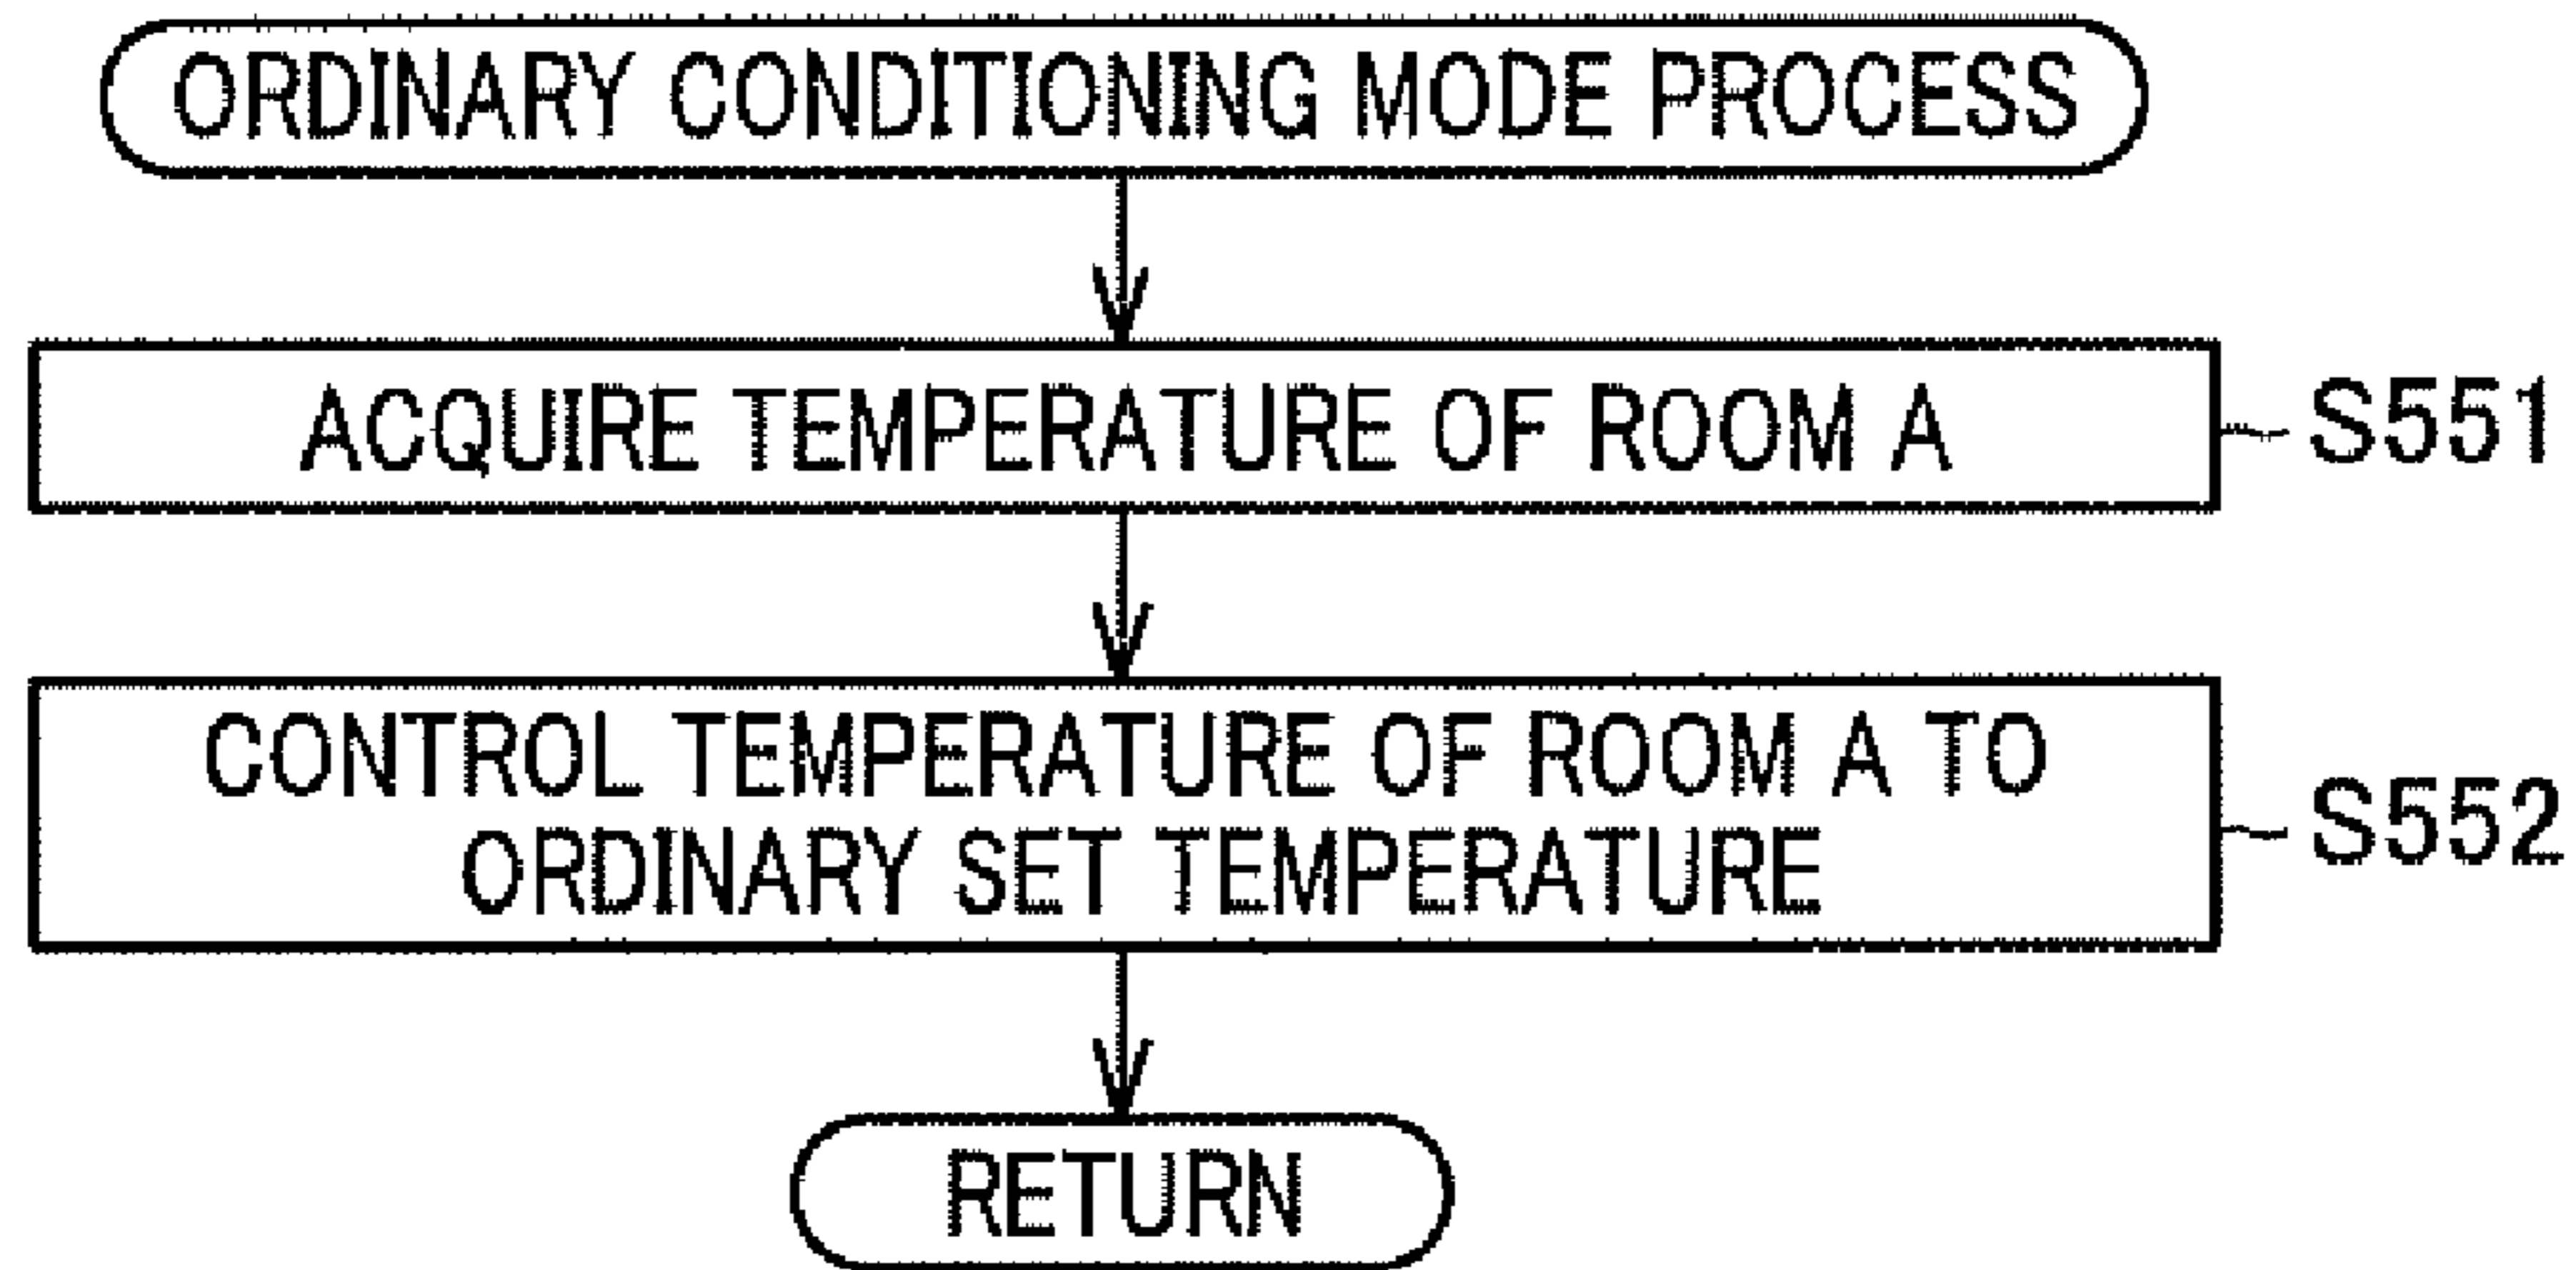 ORDINARY CONDITIONING MODE PROCESS
ACQUIRE TEMPERATURE OF ROOM A
S551
CONTROL TEMPERATURE OF ROOM A TO
ORDINARY SET TEMPERATURE
S552
RETURN